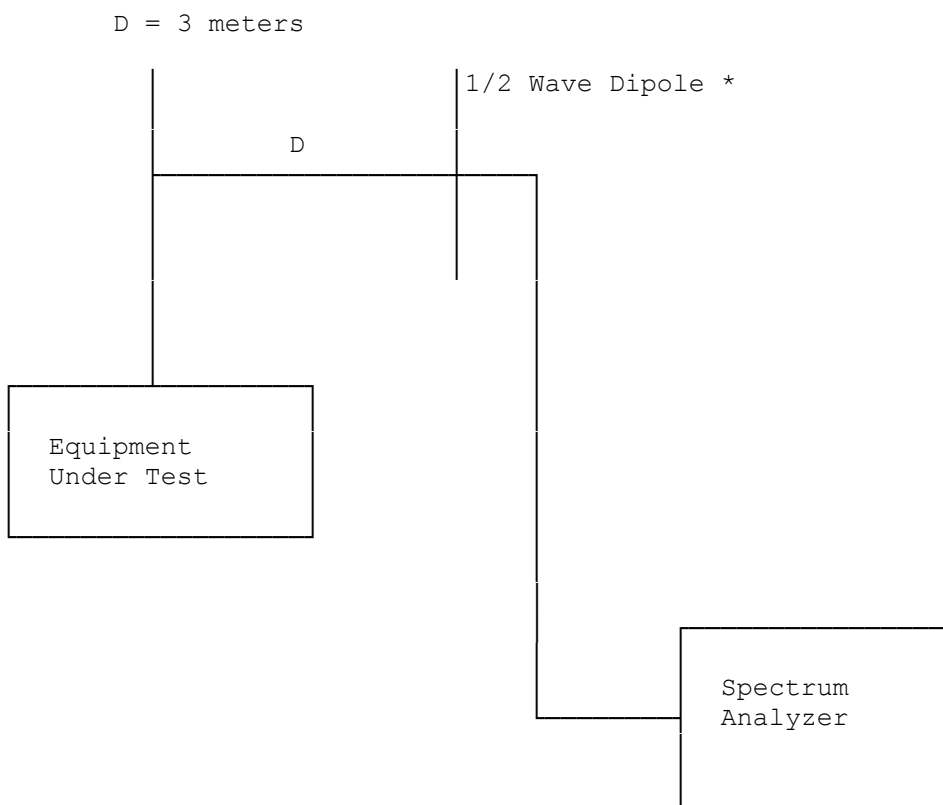 D = 3 meters
1/2 Wave Dipole *
D
Equipment
Under Test
Spectrum
Analyzer